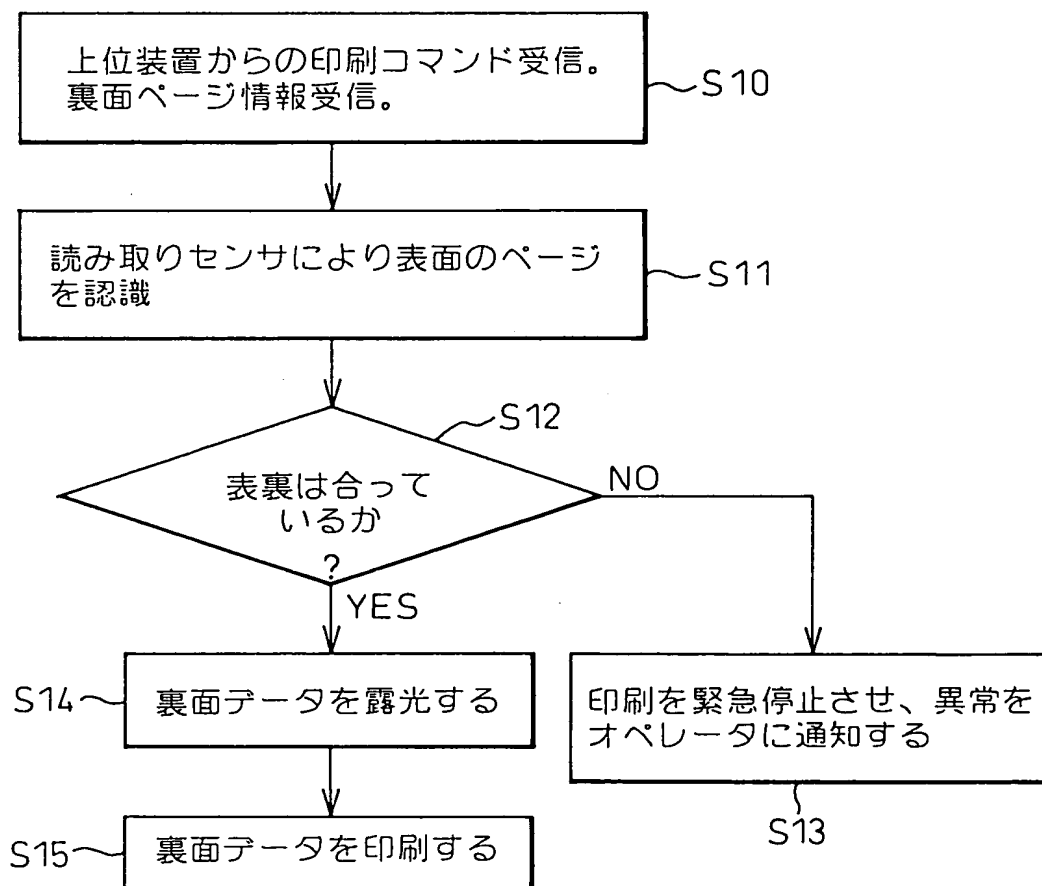 上位装置からの印刷コマンド受信。
裏面ページ情報受信。
S10
読み取りセンサにより表面のページ
を認識
S11
S12
表裏は合って
いるか
?
NO
YES
S14
裏面データを露光する
印刷を緊急停止させ、異常を
オペレータに通知する
S13
S15
裏面データを印刷する